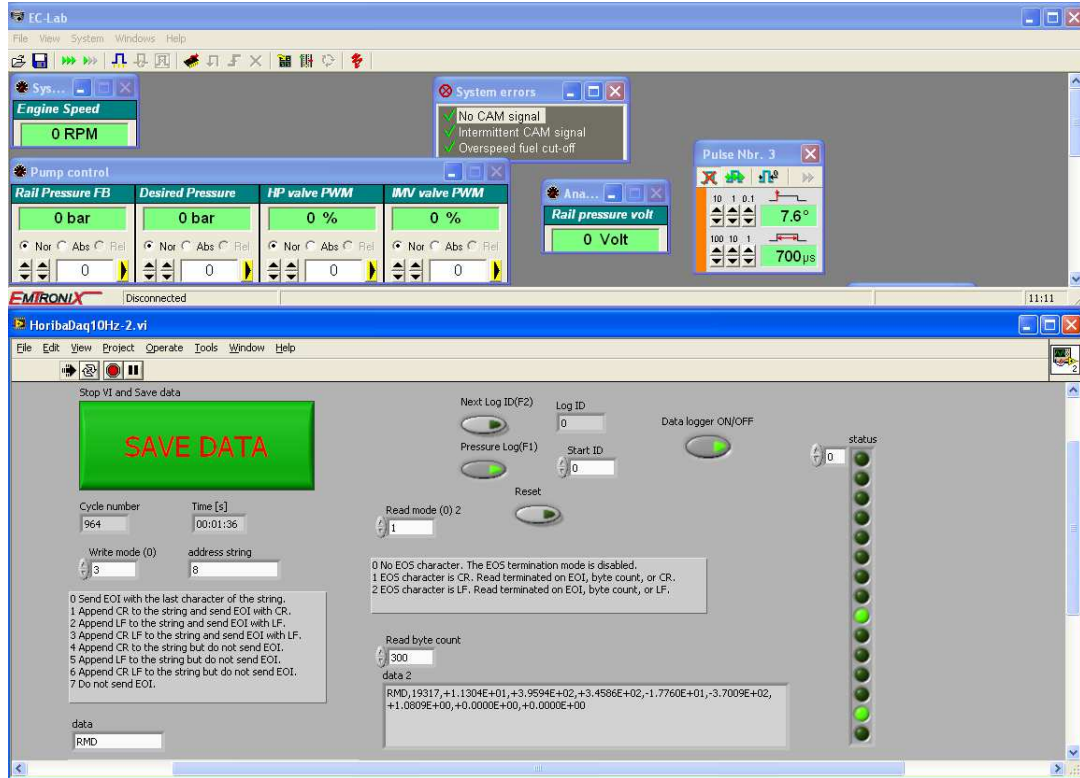 EC-Lab
File View System Windows Help
Sys...
Engine Speed
0 RPM
System errors
No CAM signal
Intermittent CAM signal
Overspeed fuel cut-off
Pump control
Rail Pressure FB Desired Pressure HP valve PWM IMV valve PWM
0 bar 0 bar 0 % 0 %
Nor Abs Rel Nor Abs Rel Nor Abs Rel Nor Abs Rel
0 0 0 0
Ana...
Rail pressure volt
0 Volt
Pulse Nbr. 3
10 1 0.1
7.6°
100 10 1
700 µs
EMTRONIX Disconnected 11:11
HoribaDaq10Hz-2.vi
File Edit View Project Operate Tools Window Help
2
Stop VI and Save data
SAVE DATA
Next Log ID(F2) Log ID
0
Data logger ON/OFF
Pressure Log(F1) Start ID
0
status
0
Reset
Cycle number Time [s]
964 00:01:36
Read mode (0) 2
1
Write mode (0) address string
3 8
0 No EOS character. The EOS termination mode is disabled.
1 EOS character is CR. Read terminated on EOI, byte count, or CR.
2 EOS character is LF. Read terminated on EOI, byte count, or LF.
0 Send EOI with the last character of the string.
1 Append CR to the string and send EOI with CR.
2 Append LF to the string and send EOI with LF.
3 Append CR LF to the string and send EOI with LF.
4 Append CR to the string but do not send EOI.
5 Append LF to the string but do not send EOI.
6 Append CR LF to the string but do not send EOI.
7 Do not send EOI.
Read byte count
300
data 2
RMD,19317,+1.1304E+01,+3.9594E+02,+3.4586E+02,-1.7760E+01,-3.7009E+02,
+1.0809E+00,+0.0000E+00,+0.0000E+00
data
RMD